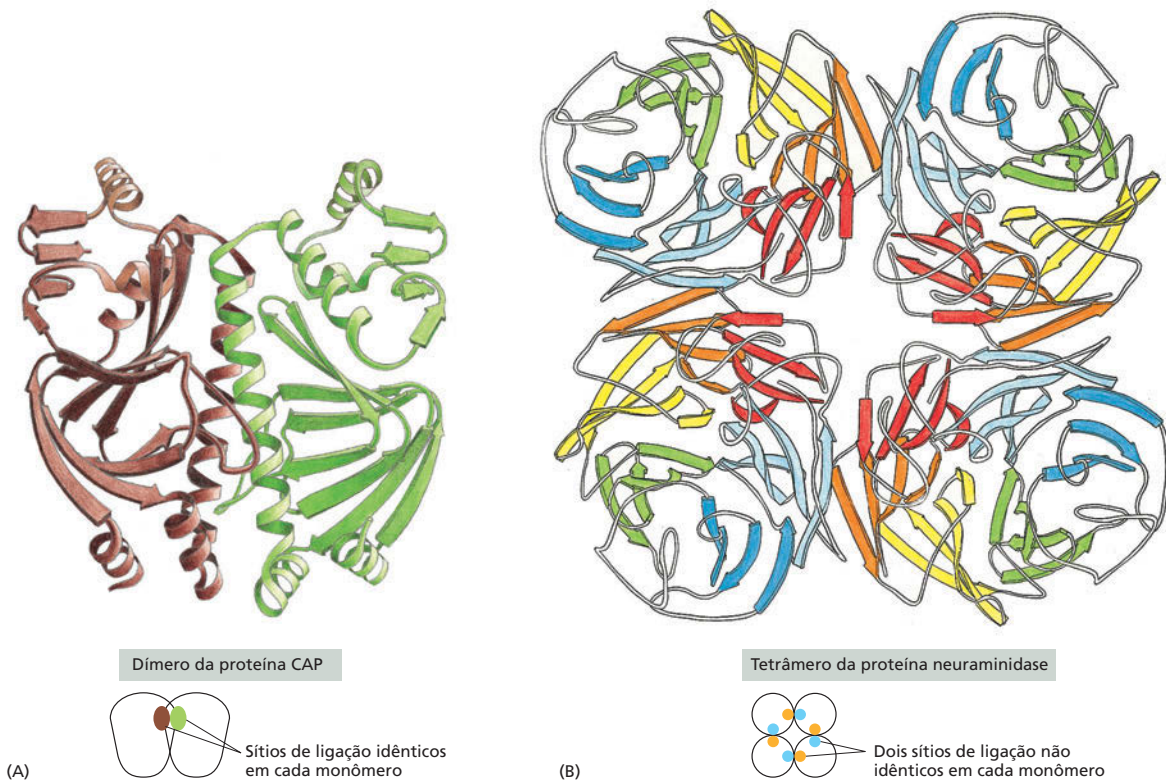 Dímero da proteína CAP
Sítios de ligação idênticos
em cada monômero
(A)
Tetrâmero da proteína neuraminidase
Dois sítios de ligação não
idênticos em cada monômero
(B)